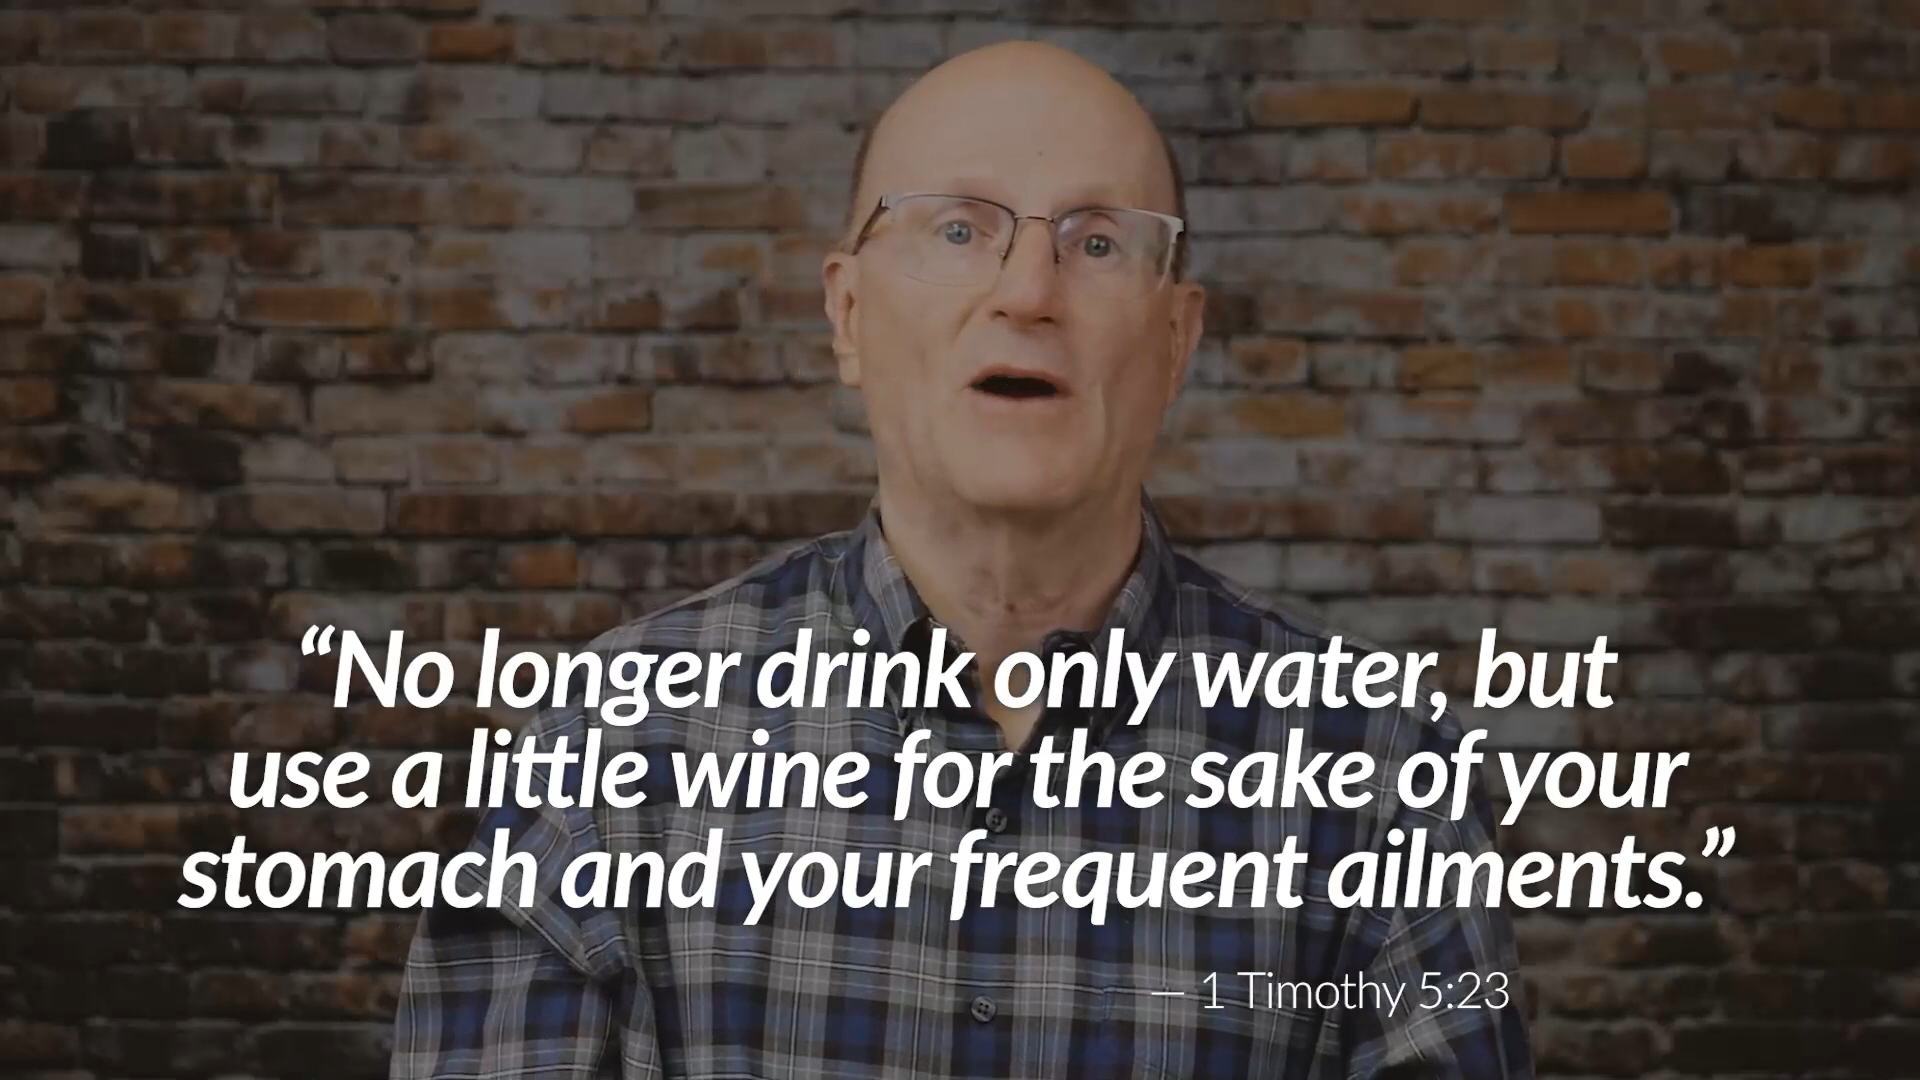 “No longer drink only water, but
use a little wine for the sake of your
stomach and your frequent ailments.”
– 1 Timothy 5:23